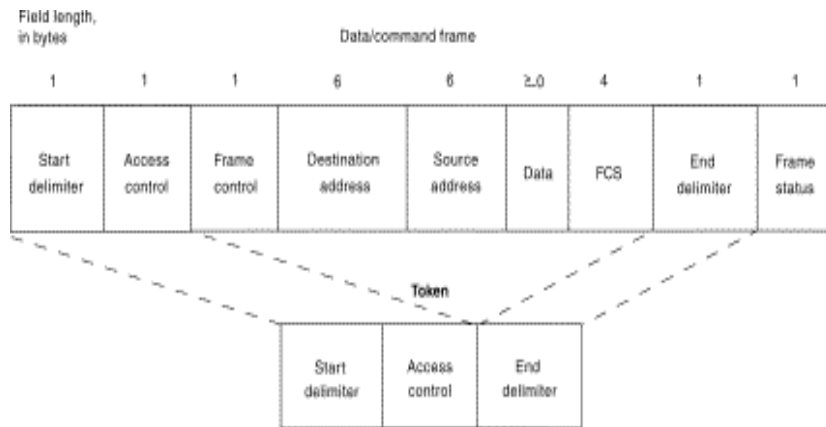 Field length,
in bytes
Data/command frame
1 1 1 6 6 ≥0 4 1 1
Start delimiter
Access control
Frame control
Destination address
Source address
Data
FCS
End delimiter
Frame status
Token
Start delimiter
Access control
End delimiter